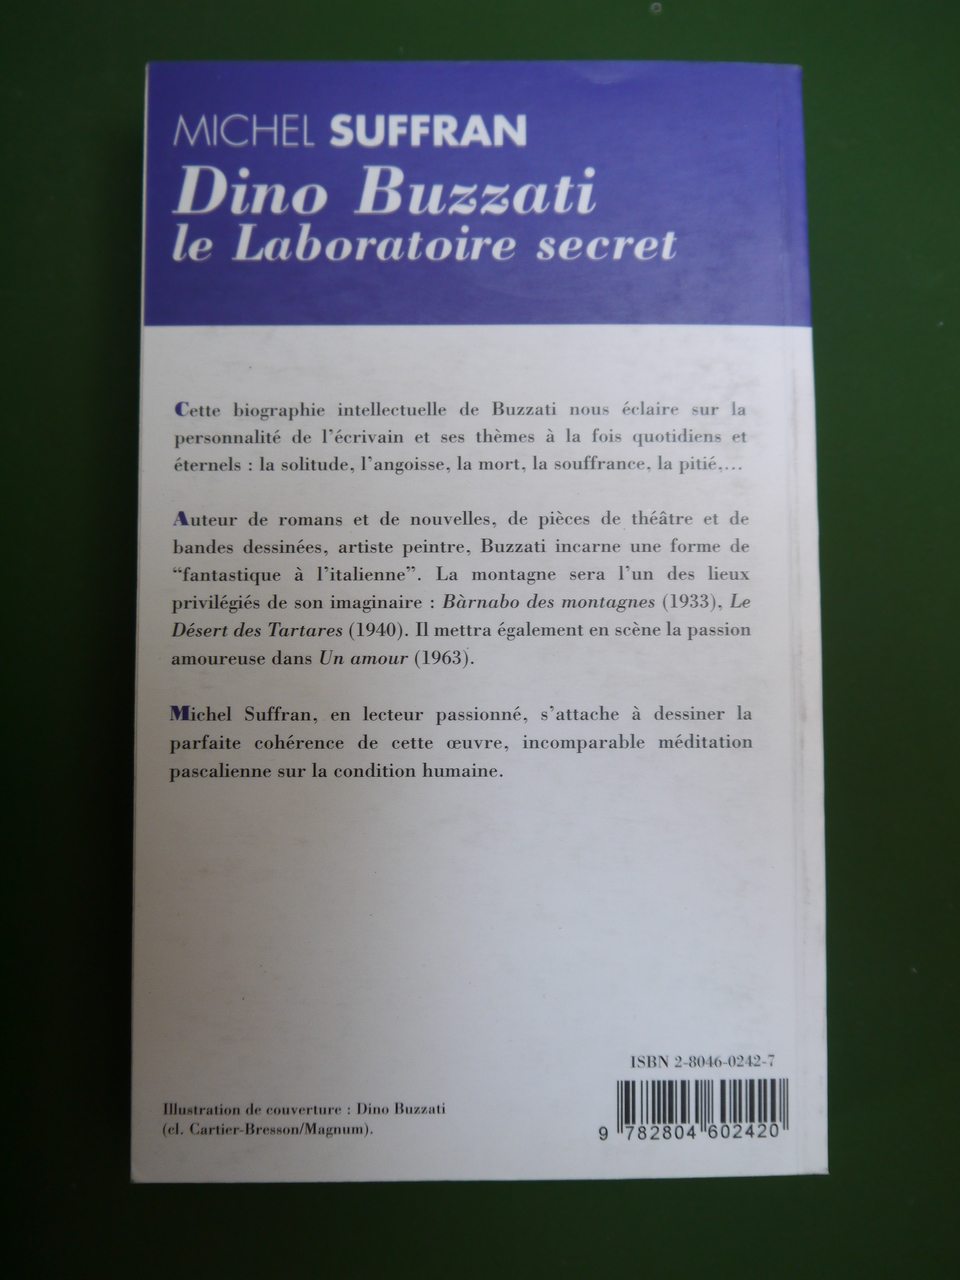 MICHEL SUFFRAN
Dino Buzzati
le Laboratoire secret
Cette biographie intellectuelle de Buzzati nous éclaire sur la
personnalité de l'écrivain et ses thèmes à la fois quotidiens et
éternels : la solitude, l'angoisse, la mort, la souffrance, la pitié,...
Auteur de romans et de nouvelles, de pièces de théâtre et de
bandes dessinées, artiste peintre, Buzzati incarne une forme de
“fantastique à l'italienne”. La montagne sera l'un des lieux
privilégiés de son imaginaire : Bàrnabo des montagnes (1933), Le
Désert des Tartares (1940). Il mettra également en scène la passion
amoureuse dans Un amour (1963).
Michel Suffran, en lecteur passionné, s'attache à dessiner la
parfaite cohérence de cette œuvre, incomparable méditation
pascalienne sur la condition humaine.
ISBN 2-8046-0242-7
Illustration de couverture : Dino Buzzati
(cl. Cartier-Bresson/Magnum).
9 782804 602420